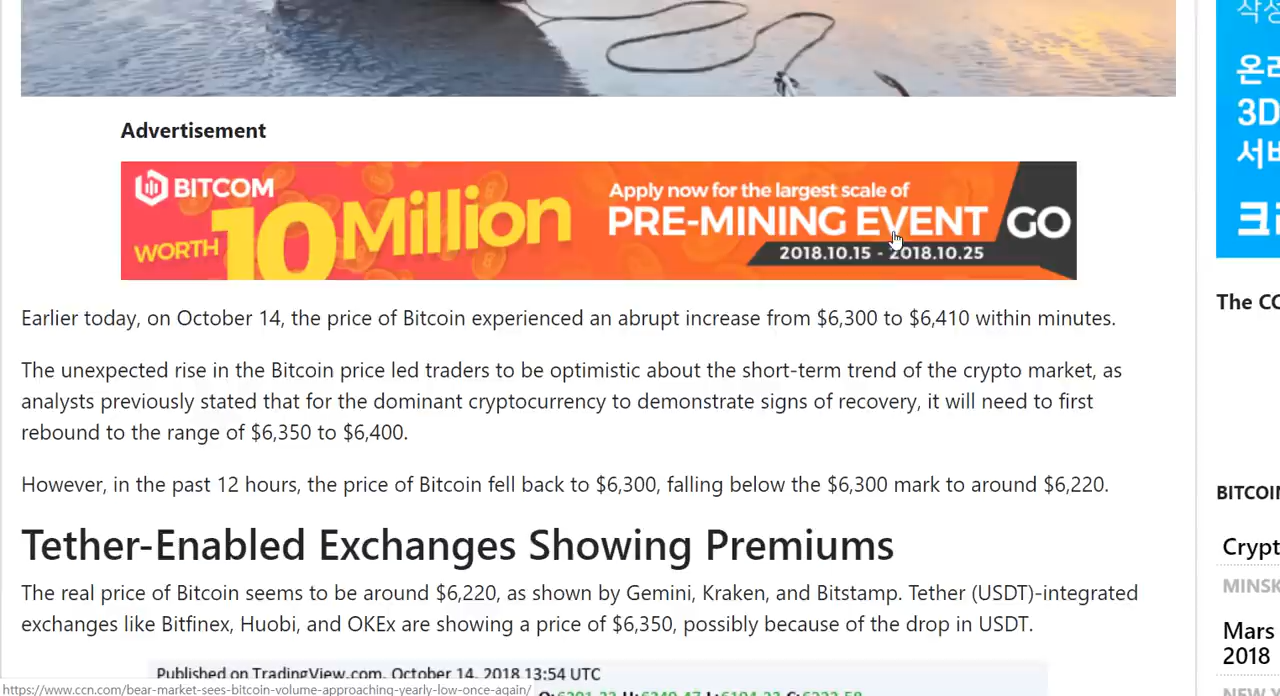 Advertisement
BITCOM
WORTH 10 Million
Apply now for the largest scale of
PRE-MINING EVENT
GO
2018.10.15 - 2018.10.25
Earlier today, on October 14, the price of Bitcoin experienced an abrupt increase from $6,300 to $6,410 within minutes.
The unexpected rise in the Bitcoin price led traders to be optimistic about the short-term trend of the crypto market, as
analysts previously stated that for the dominant cryptocurrency to demonstrate signs of recovery, it will need to first
rebound to the range of $6,350 to $6,400.
However, in the past 12 hours, the price of Bitcoin fell back to $6,300, falling below the $6,300 mark to around $6,220.
Tether-Enabled Exchanges Showing Premiums
The real price of Bitcoin seems to be around $6,220, as shown by Gemini, Kraken, and Bitstamp. Tether (USDT)-integrated
exchanges like Bitfinex, Huobi, and OKEx are showing a price of $6,350, possibly because of the drop in USDT.
Published on TradingView.com, October 14, 2018 13:54 UTC
https://www.ccn.com/bear-market-sees-bitcoin-volume-approaching-yearly-low-once-again/
온
3D
서
The
Mars
2018